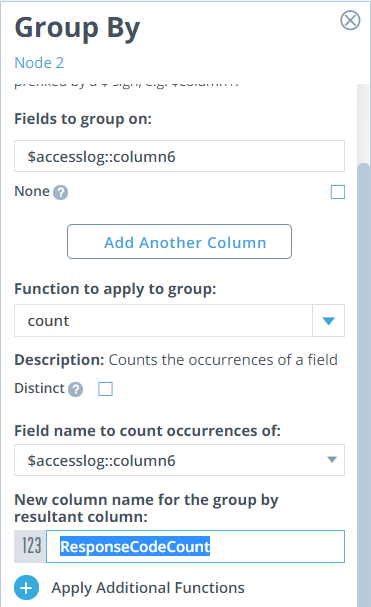 Group By
Node 2
Fields to group on:
$accesslog::column6
None ?
Add Another Column
Function to apply to group:
count
Description: Counts the occurrences of a field
Distinct ?
Field name to count occurrences of:
$accesslog::column6
New column name for the group by
resultant column:
123 ResponseCodeCount
+ Apply Additional Functions